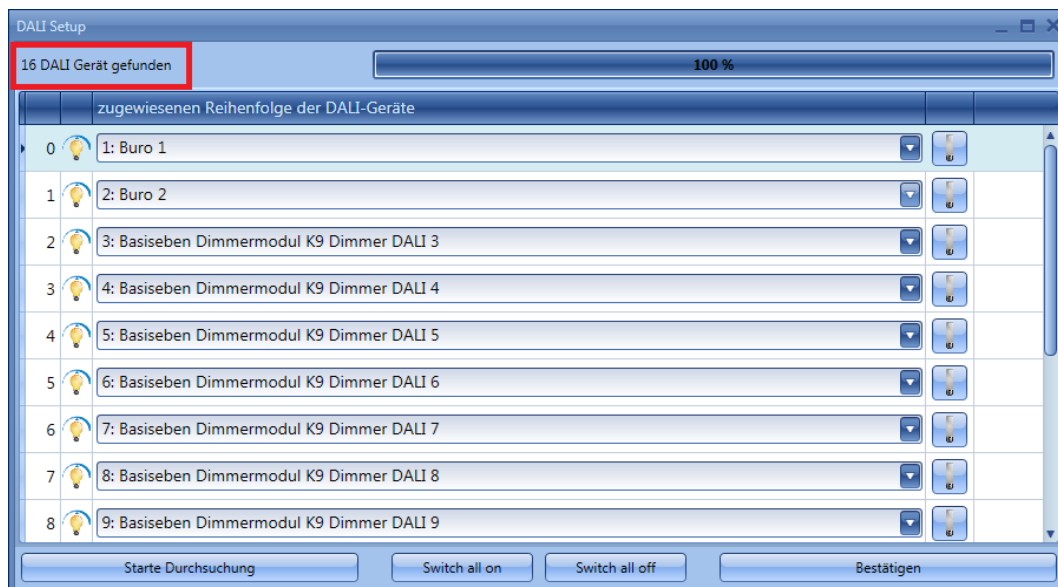 DALI Setup
16 DALI Gerät gefunden
100 %
zugewiesenen Reihenfolge der DALI-Geräte
0 1: Buro 1
1 2: Buro 2
2 3: Basiseben Dimmermodul K9 Dimmer DALI 3
3 4: Basiseben Dimmermodul K9 Dimmer DALI 4
4 5: Basiseben Dimmermodul K9 Dimmer DALI 5
5 6: Basiseben Dimmermodul K9 Dimmer DALI 6
6 7: Basiseben Dimmermodul K9 Dimmer DALI 7
7 8: Basiseben Dimmermodul K9 Dimmer DALI 8
8 9: Basiseben Dimmermodul K9 Dimmer DALI 9
Starte Durchsuchung Switch all on Switch all off Bestätigen